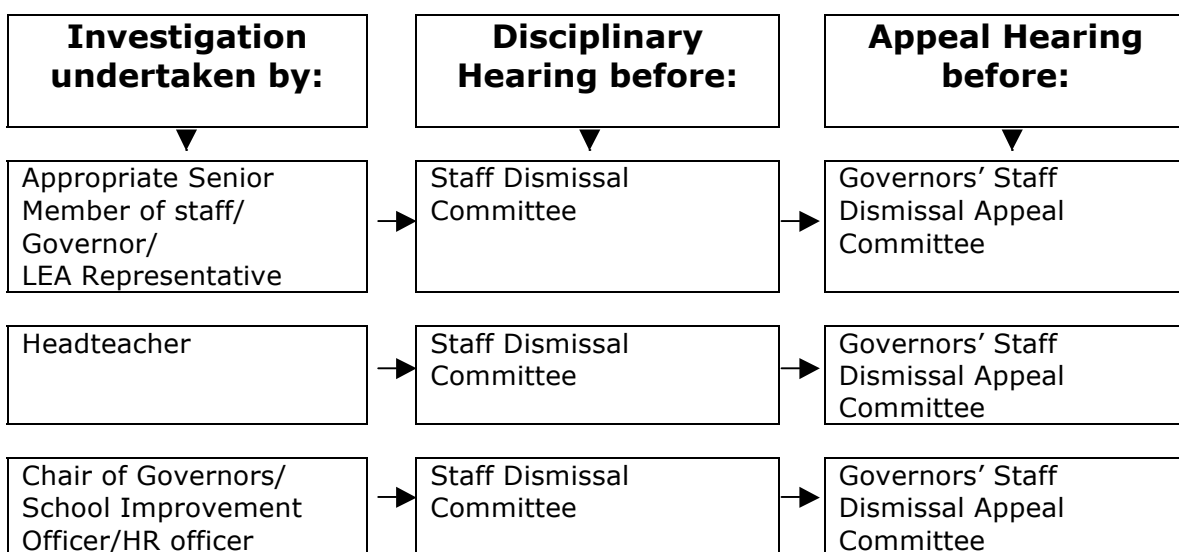 Investigation
undertaken by:
Disciplinary
Hearing before:
Appeal Hearing
before:
Appropriate Senior
Member of staff/
Governor/
LEA Representative
Staff Dismissal
Committee
Governors’ Staff
Dismissal Appeal
Committee
Headteacher
Staff Dismissal
Committee
Governors’ Staff
Dismissal Appeal
Committee
Chair of Governors/
School Improvement
Officer/HR officer
Staff Dismissal
Committee
Governors’ Staff
Dismissal Appeal
Committee